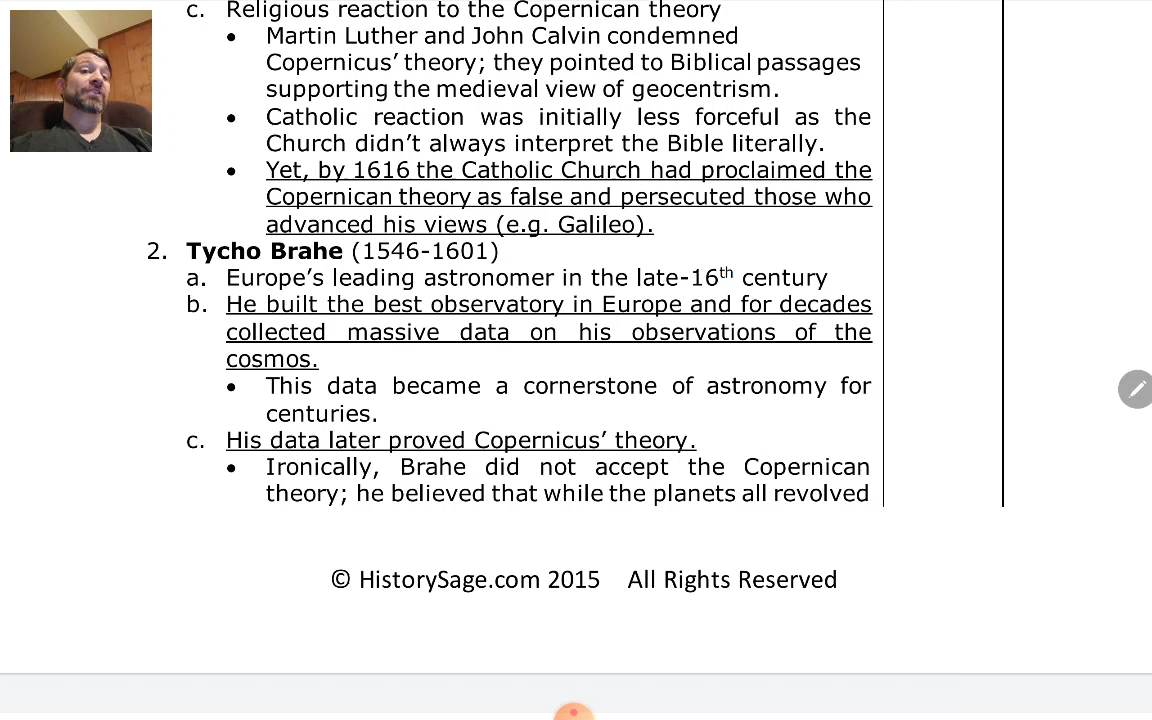 c. Religious reaction to the Copernican theory
• Martin Luther and John Calvin condemned
Copernicus’ theory; they pointed to Biblical passages
supporting the medieval view of geocentrism.
• Catholic reaction was initially less forceful as the
Church didn’t always interpret the Bible literally.
• Yet, by 1616 the Catholic Church had proclaimed the
Copernican theory as false and persecuted those who
advanced his views (e.g. Galileo).
2. Tycho Brahe (1546-1601)
a. Europe’s leading astronomer in the late-16th century
b. He built the best observatory in Europe and for decades
collected massive data on his observations of the
cosmos.
• This data became a cornerstone of astronomy for
centuries.
c. His data later proved Copernicus’ theory.
• Ironically, Brahe did not accept the Copernican
theory; he believed that while the planets all revolved
© HistorySage.com 2015 All Rights Reserved